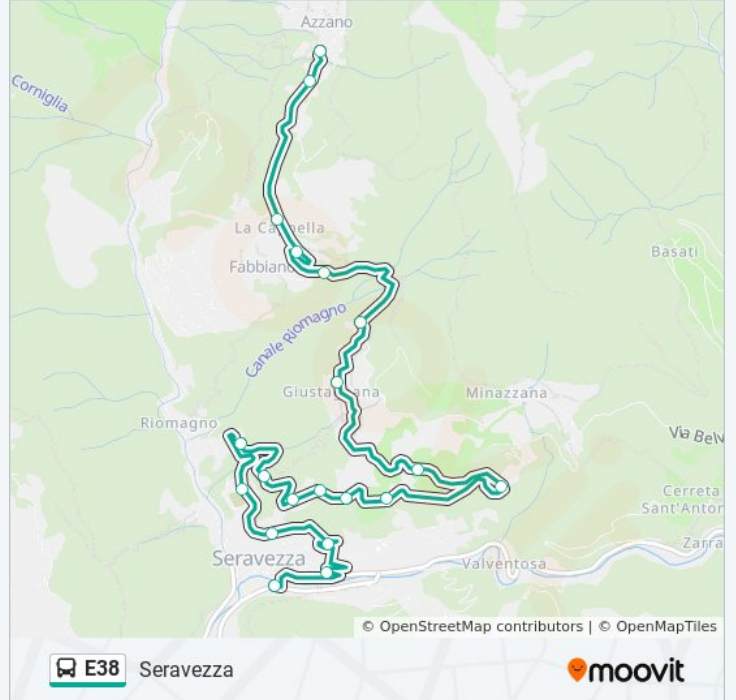 Azzano
Corniglia
La Cappella
Basati
Fabbiano
Canale Riomagno
Giustagnana
Minazzana
Riomagno
Via Belv
Cerreta
Sant'Anton
Zarra
Seravezza
Valventosa
© OpenStreetMap contributors | © OpenMapTiles
E38 Seravezza
moovit